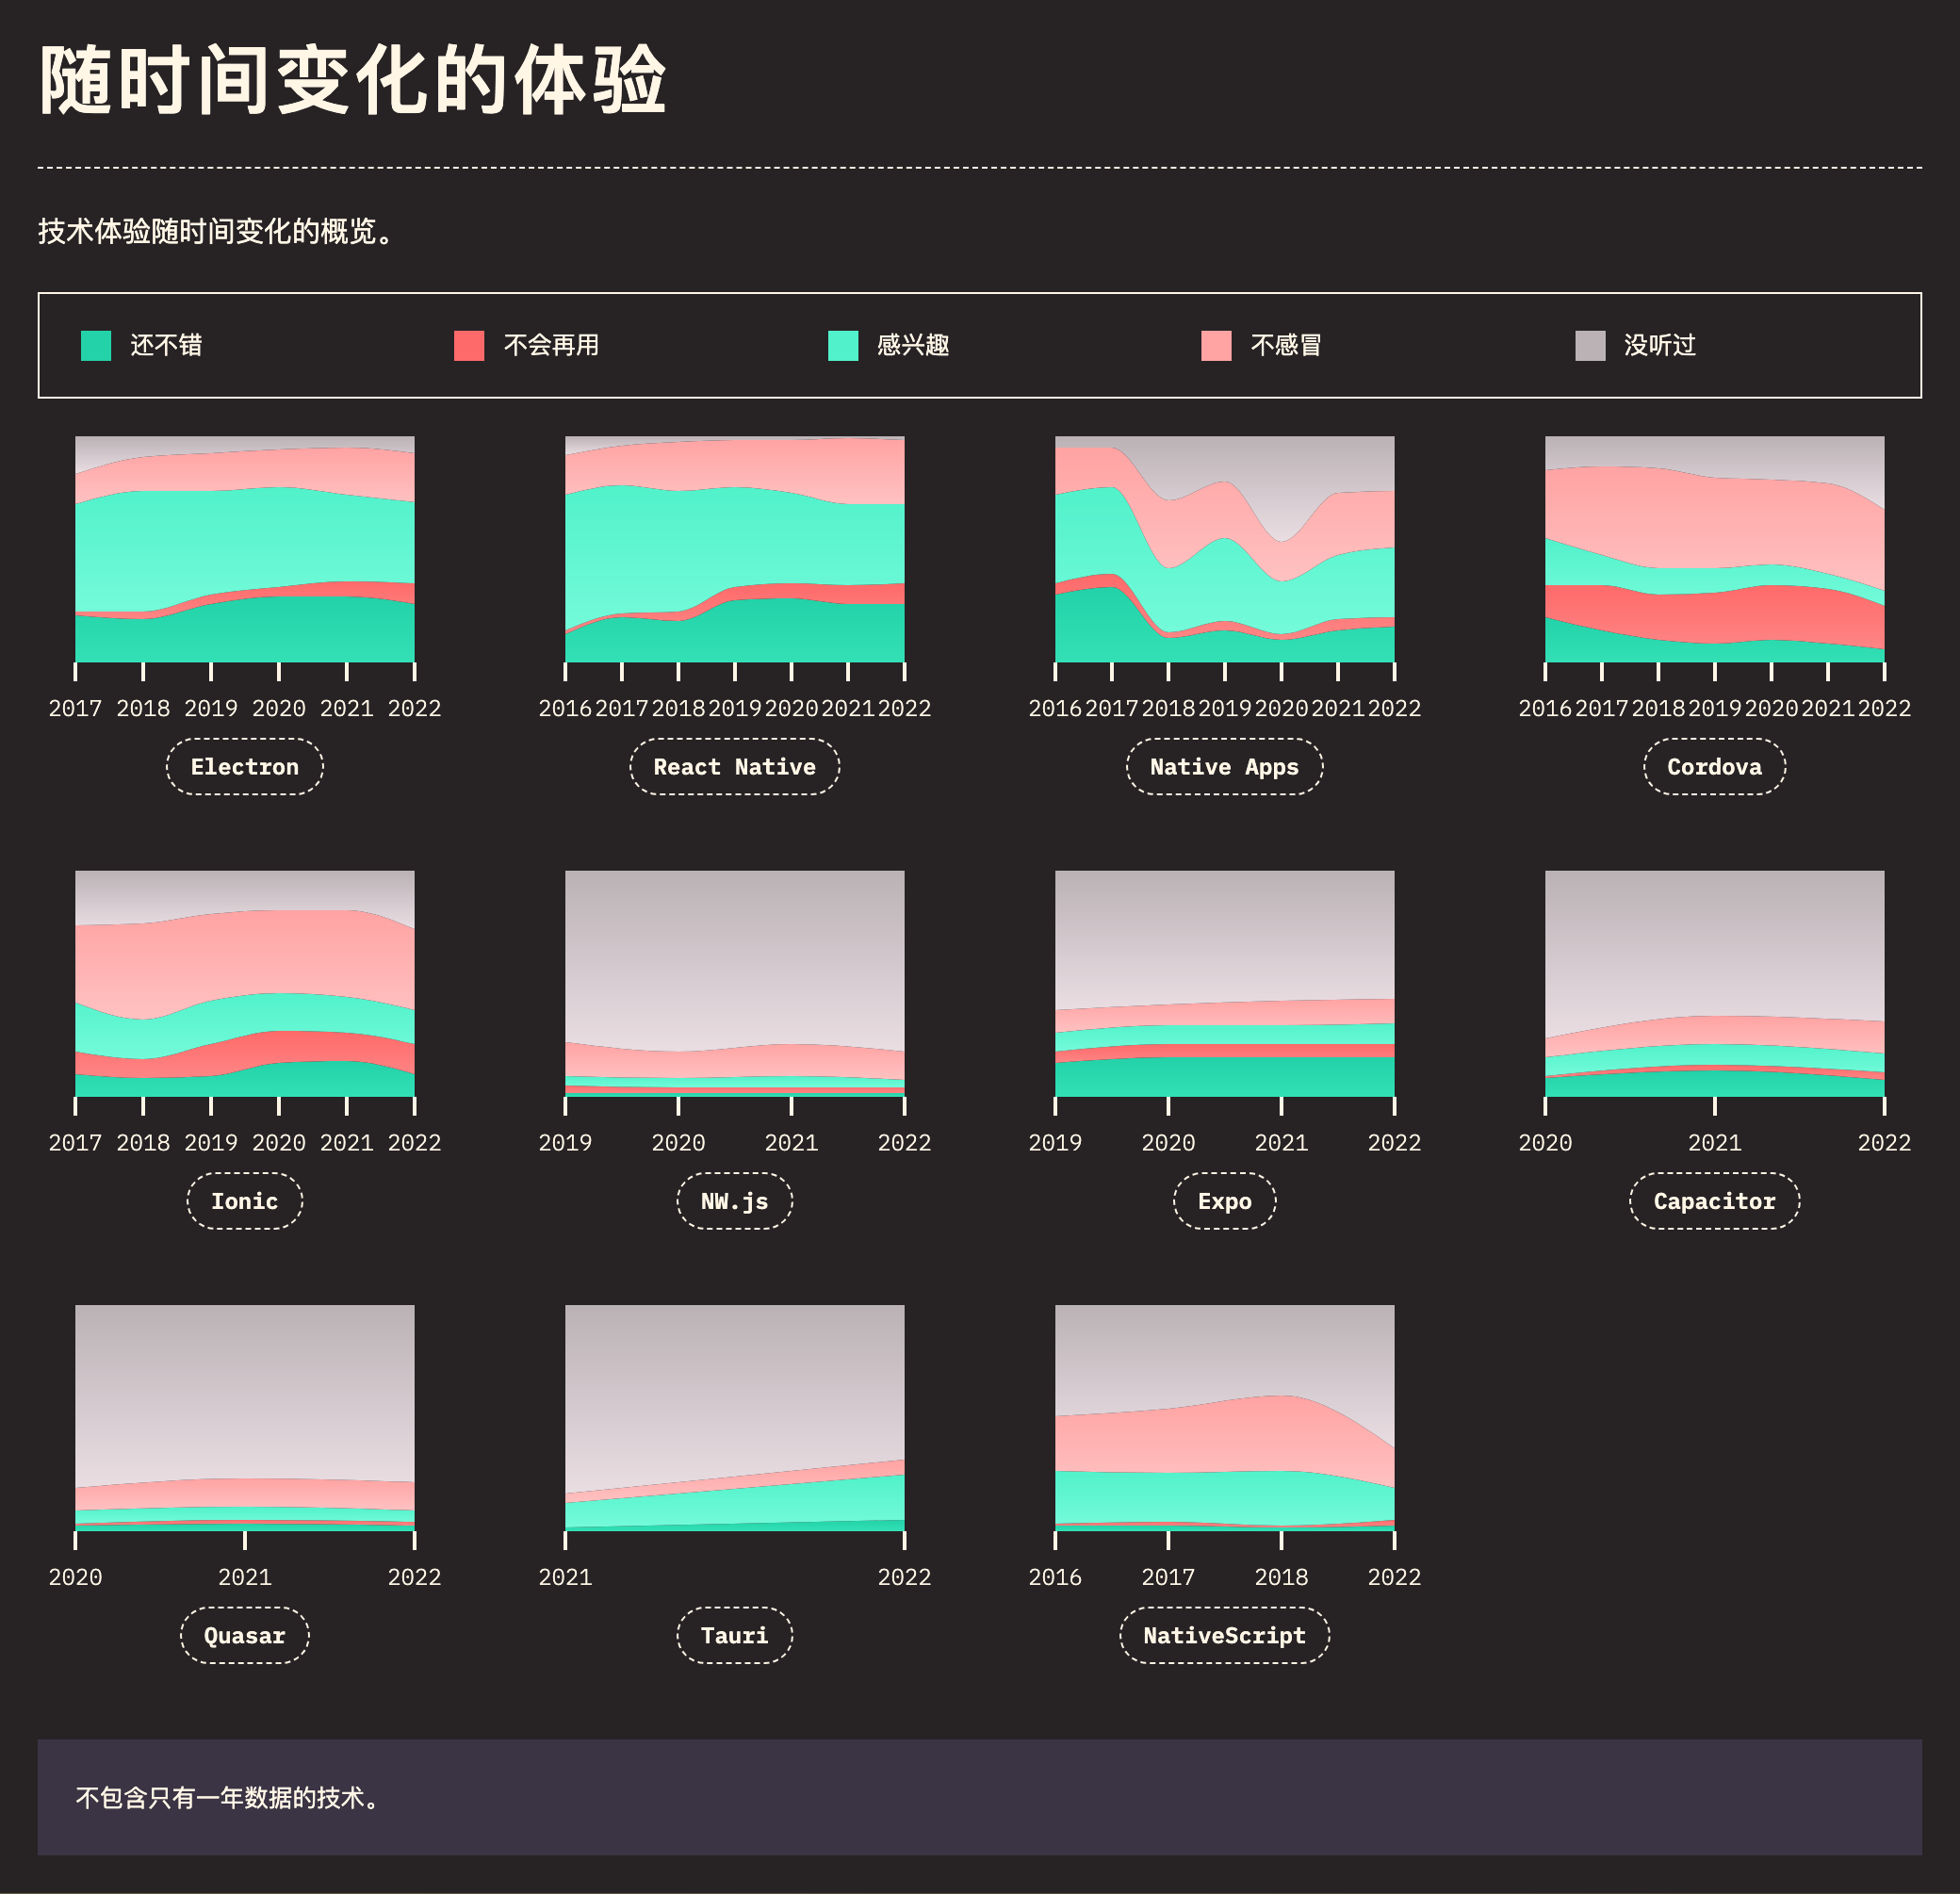 随时间变化的体验
技术体验随时间变化的概览。
还不错 不会再用 感兴趣 不感冒 没听过
2017 2018 2019 2020 2021 2022
Electron
2016 2017 2018 2019 2020 2021 2022
React Native
2016 2017 2018 2019 2020 2021 2022
Native Apps
2016 2017 2018 2019 2020 2021 2022
Cordova
2017 2018 2019 2020 2021 2022
Ionic
2019 2020 2021 2022
NW.js
2019 2020 2021 2022
Expo
2020 2021 2022
Capacitor
2020 2021 2022
Quasar
2021 2022
Tauri
2016 2017 2018 2022
NativeScript
不包含只有一年数据的技术。